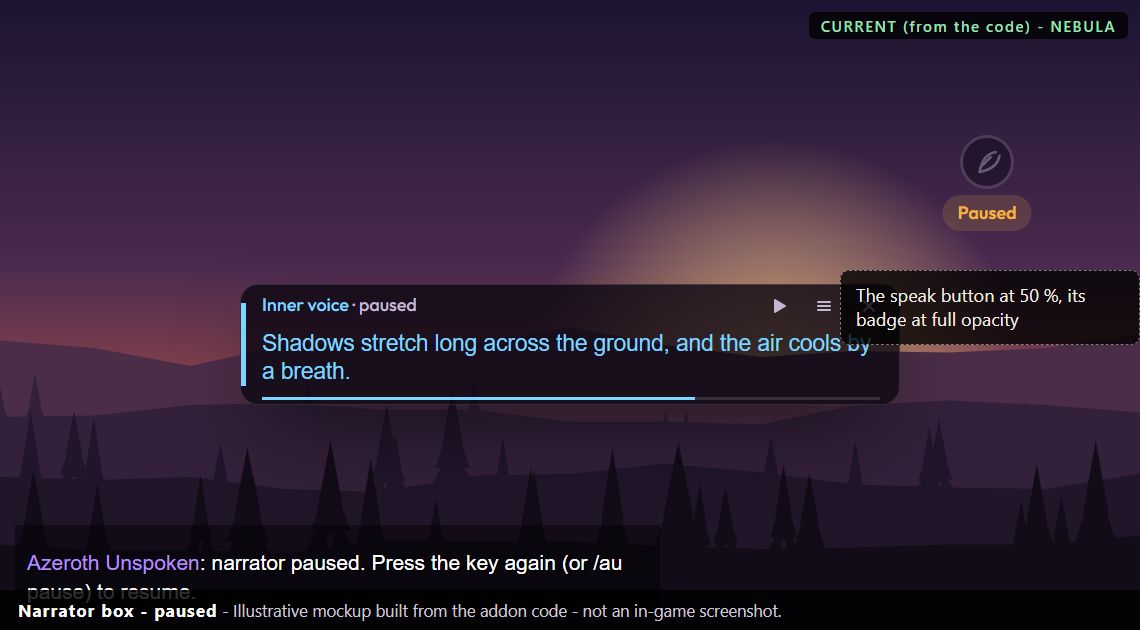 CURRENT (from the code) - NEBULA
Paused
The speak button at 50 %, its
badge at full opacity
Inner voice · paused
Shadows stretch long across the ground, and the air cools by
a breath.
Azeroth Unspoken: narrator paused. Press the key again (or /au
pause) to resume.
Narrator box - paused - Illustrative mockup built from the addon code - not an in-game screenshot.